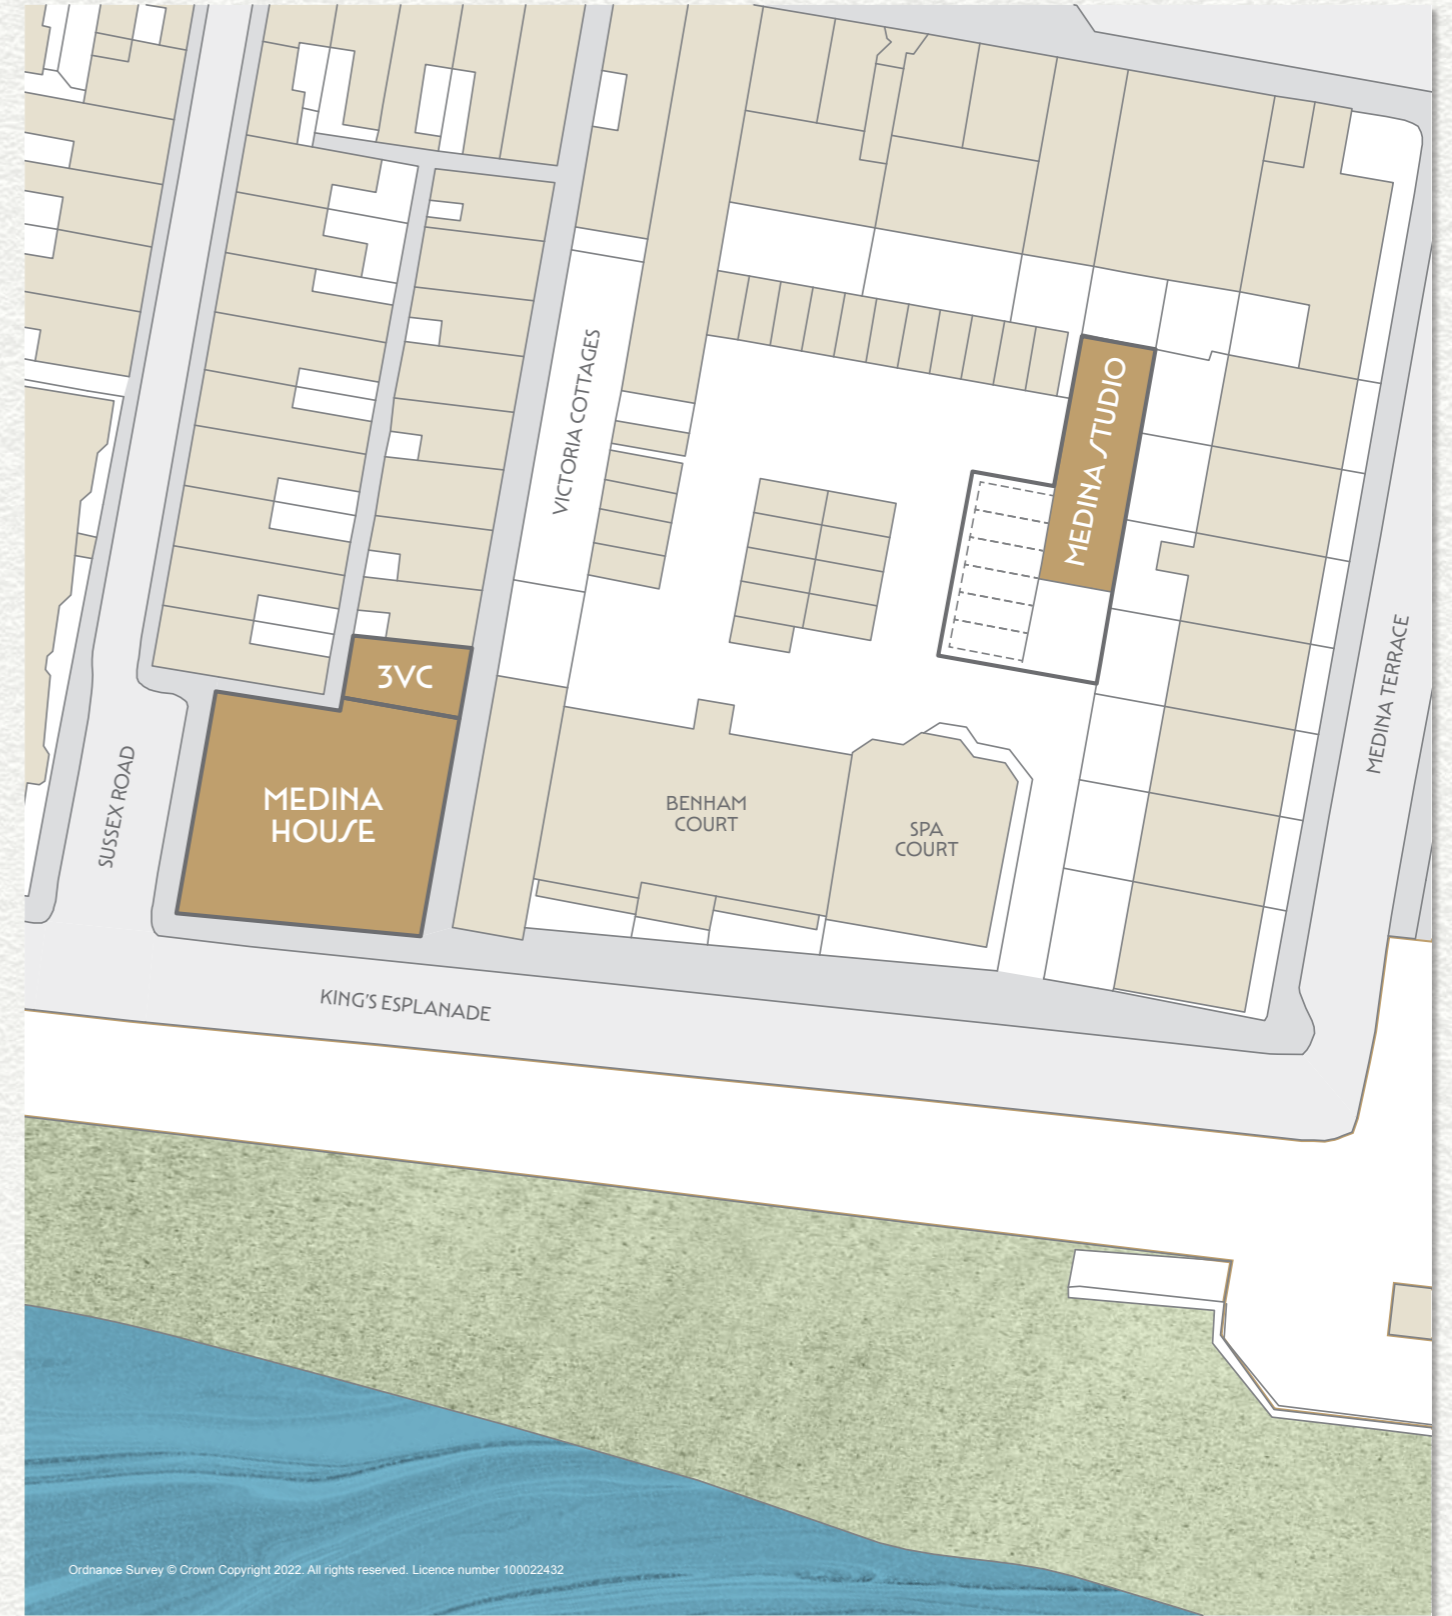 VICTORIA COTTAGES
MEDINA STUDIO
3VC
MEDINA
HOUSE
SUSSEX ROAD
BENHAM
COURT
SPA
COURT
MEDINA TERRACE
KING'S ESPLANADE
Ordnance Survey © Crown Copyright 2022. All rights reserved. Licence number 100022432